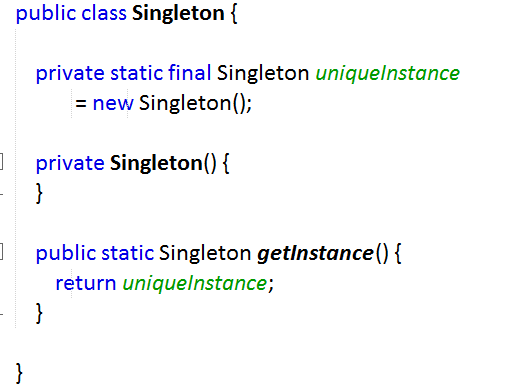 public class Singleton {
private static final Singleton uniqueInstance
= new Singleton();
private Singleton() {
}
public static Singleton getInstance() {
return uniqueInstance;
}
}